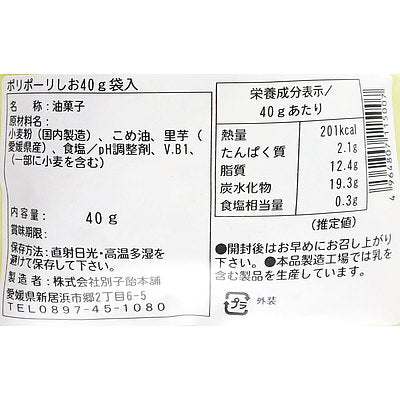 ポリポーリしお40ｇ袋入
名　称：油菓子
原材料名：
小麦粉（国内製造）、こめ油、里芋（
愛媛県産）、食塩／pH調整剤、V.B1、
（一部に小麦を含む）
内容量：　40ｇ
賞味期限：
保存方法：直射日光・高温多湿を
避けて保存して下さい。
製造者：株式会社別子飴本舗
愛媛県新居浜市郷2丁目6-5
TEL0897-45-1080
栄養成分表示／
40ｇあたり
熱量　201kcal
たんぱく質　2.1g
脂質　12.4g
炭水化物　19.3g
食塩相当量　0.3g
（推定値）
●開封後はお早めにお召し上がり
下さい。●本品製造工場では乳を
含む製品を生産しています。
プラ　外装
4964807115007